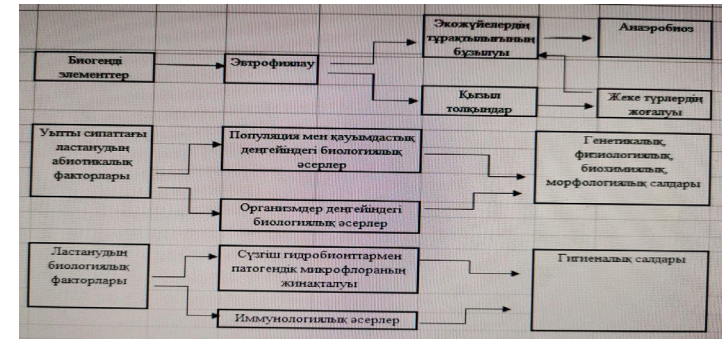 Экожүйелердің
тұрақтылығының
бұзылуы
Анаэробиоз
Биогенді
элементтер
Эвтрофиялау
Қызыл
толқындар
Жеке түрлердің
жоғалуы
Уытты сипаттағы
ластанудың
абиотикалық
факторлары
Популяция мен қауымдастық
деңгейіндегі биологиялық
әсерлер
Генетикалық,
физиологиялық,
биохимиялық,
морфологиялық салдары
Организмдер деңгейіндегі
биологиялық әсерлер
Ластанудың
биологиялық
факторлары
Сүзгіш гидробионттармен
патогендік микрофлораның
жинақталуы
Гигиеналық салдары
Иммунологиялық әсерлер